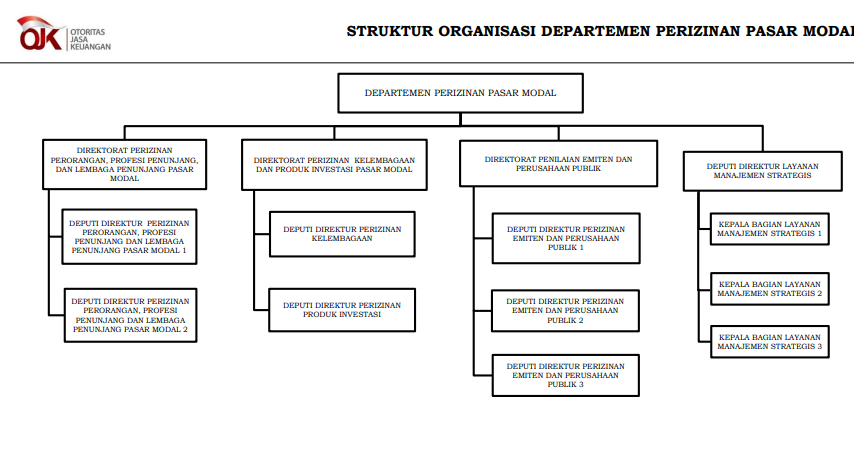 OJK
OTORITAS
JASA
KEUANGAN
STRUKTUR ORGANISASI DEPARTEMEN PERIZINAN PASAR MODAL
DEPARTEMEN PERIZINAN PASAR MODAL
DIREKTORAT PERIZINAN
PERORANGAN, PROFESI PENUNJANG,
DAN LEMBAGA PENUNJANG PASAR
MODAL
DEPUTI DIREKTUR PERIZINAN
PERORANGAN, PROFESI
PENUNJANG DAN LEMBAGA
PENUNJANG PASAR MODAL 1
DEPUTI DIREKTUR PERIZINAN
PERORANGAN, PROFESI
PENUNJANG DAN LEMBAGA
PENUNJANG PASAR MODAL 2
DIREKTORAT PERIZINAN KELEMBAGAAN
DAN PRODUK INVESTASI PASAR MODAL
DEPUTI DIREKTUR PERIZINAN
KELEMBAGAAN
DEPUTI DIREKTUR PERIZINAN
PRODUK INVESTASI
DIREKTORAT PENILAIAN EMITEN DAN
PERUSAHAAN PUBLIK
DEPUTI DIREKTUR PERIZINAN
EMITEN DAN PERUSAHAAN
PUBLIK 1
DEPUTI DIREKTUR PERIZINAN
EMITEN DAN PERUSAHAAN
PUBLIK 2
DEPUTI DIREKTUR PERIZINAN
EMITEN DAN PERUSAHAAN
PUBLIK 3
DEPUTI DIREKTUR LAYANAN
MANAJEMEN STRATEGIS
KEPALA BAGIAN LAYANAN
MANAJEMEN STRATEGIS 1
KEPALA BAGIAN LAYANAN
MANAJEMEN STRATEGIS 2
KEPALA BAGIAN LAYANAN
MANAJEMEN STRATEGIS 3